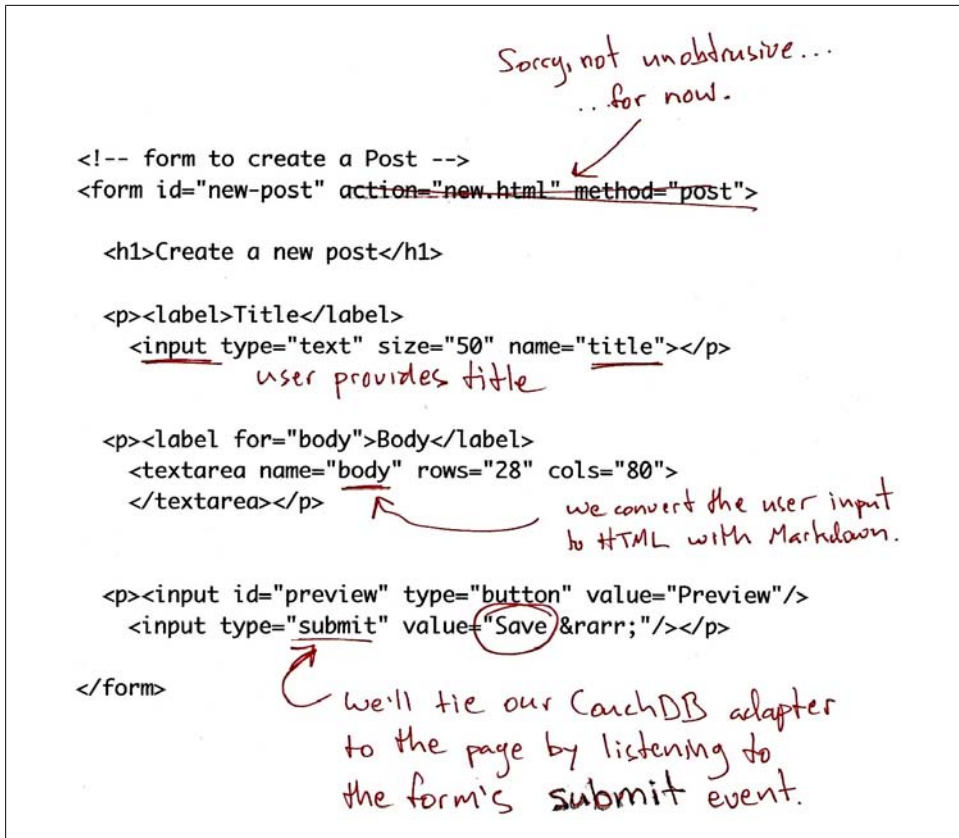 Sorry, not unobtrusive...
...for now.
<!-- form to create a Post -->
<form id="new-post" action="new.html" method="post">
<h1>Create a new post</h1>
<p><label>Title</label>
<input type="text" size="50" name="title"></p>
user provides title
<p><label for="body">Body</label>
<textarea name="body" rows="28" cols="80">
</textarea></p>
we convert the user input
to HTML with Markdown.
<p><input id="preview" type="button" value="Preview"/>
<input type="submit" value="Save &rarr;"/></p>
</form>
we'll tie our CouchDB adapter
to the page by listening to
the form's submit event.